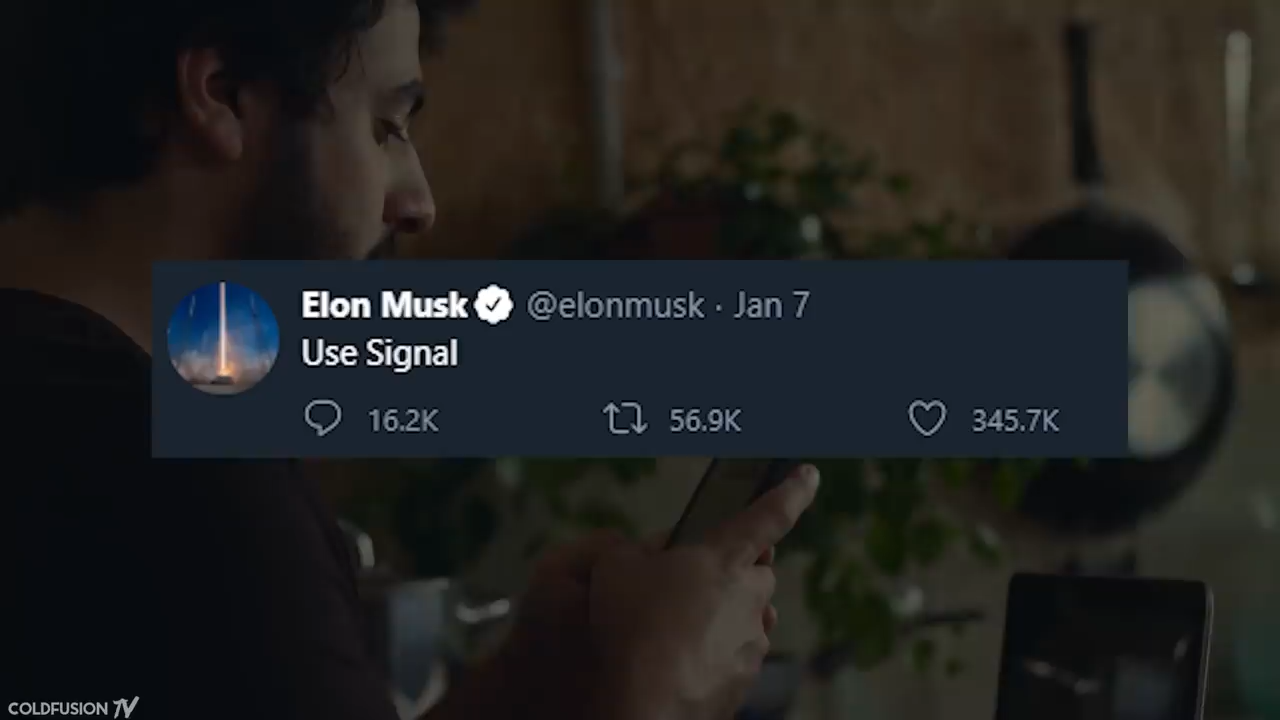 Elon Musk @elonmusk · Jan 7
Use Signal
16.2K 56.9K 345.7K
COLDFUSION TV